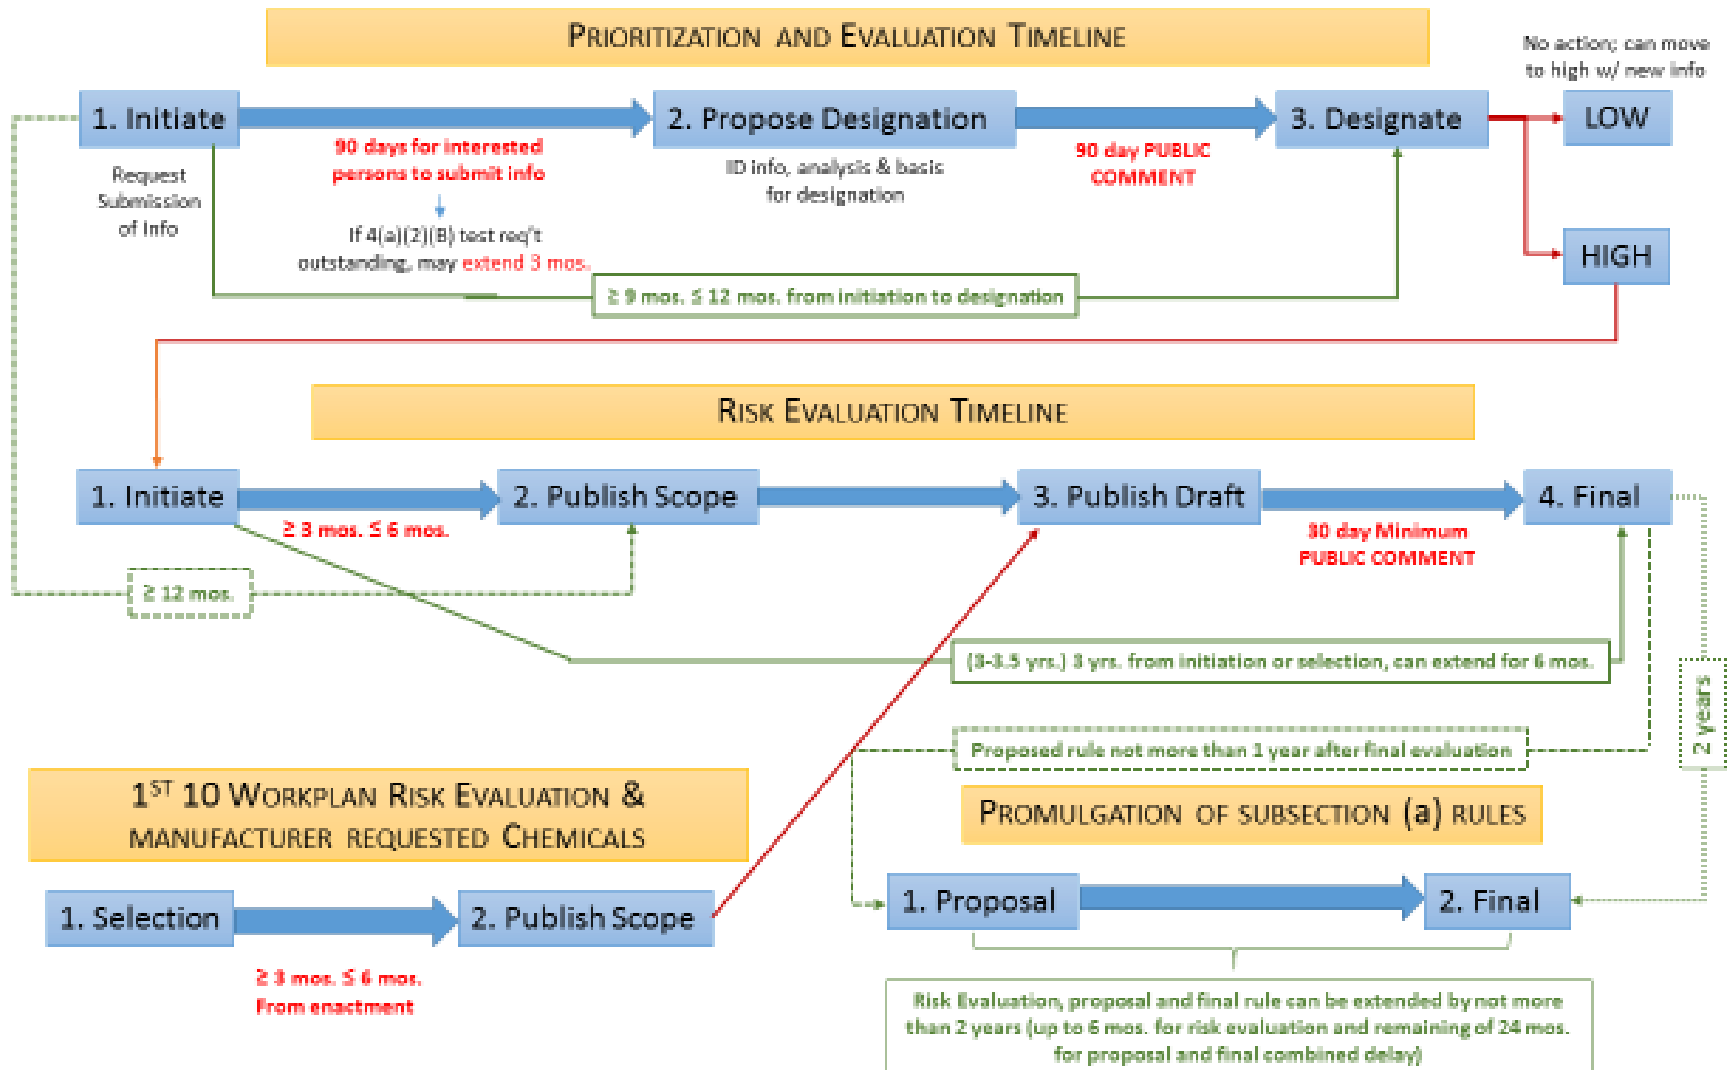 PRIORITIZATION AND EVALUATION TIMELINE
No action; can move
to high w/ new info
1. Initiate
2. Propose Designation
3. Designate
LOW
90 days for interested
persons to submit info
Request
Submission
of Info
ID info, analysis & basis
for designation
90 day PUBLIC
COMMENT
If 4(a)(2)(B) test req't
outstanding, may extend 3 mos.
HIGH
≥ 9 mos. ≤ 12 mos. from initiation to designation
RISK EVALUATION TIMELINE
1. Initiate
2. Publish Scope
3. Publish Draft
4. Final
≥ 3 mos. ≤ 6 mos.
30 day Minimum
PUBLIC COMMENT
≥ 12 mos.
(3-3.5 yrs.) 3 yrs. from initiation or selection, can extend for 6 mos.
2 years
Proposed rule not more than 1 year after final evaluation
1ST 10 WORKPLAN RISK EVALUATION &
MANUFACTURER REQUESTED CHEMICALS
PROMULGATION OF SUBSECTION (a) RULES
1. Selection
2. Publish Scope
1. Proposal
2. Final
≥ 3 mos. ≤ 6 mos.
From enactment
Risk Evaluation, proposal and final rule can be extended by not more
than 2 years (up to 6 mos. for risk evaluation and remaining of 24 mos.
for proposal and final combined delay)